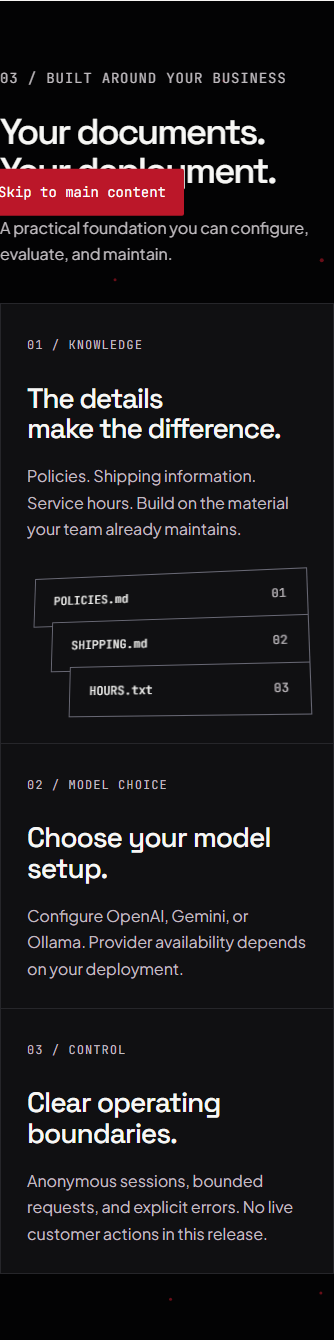 03 / BUILT AROUND YOUR BUSINESS
Your documents.
Your deployment.
Skip to main content
A practical foundation you can configure,
evaluate, and maintain.
01 / KNOWLEDGE
The details
make the difference.
Policies. Shipping information.
Service hours. Build on the material
your team already maintains.
POLICIES.md 01
SHIPPING.md 02
HOURS.txt 03
02 / MODEL CHOICE
Choose your model
setup.
Configure OpenAI, Gemini, or
Ollama. Provider availability depends
on your deployment.
03 / CONTROL
Clear operating
boundaries.
Anonymous sessions, bounded
requests, and explicit errors. No live
customer actions in this release.